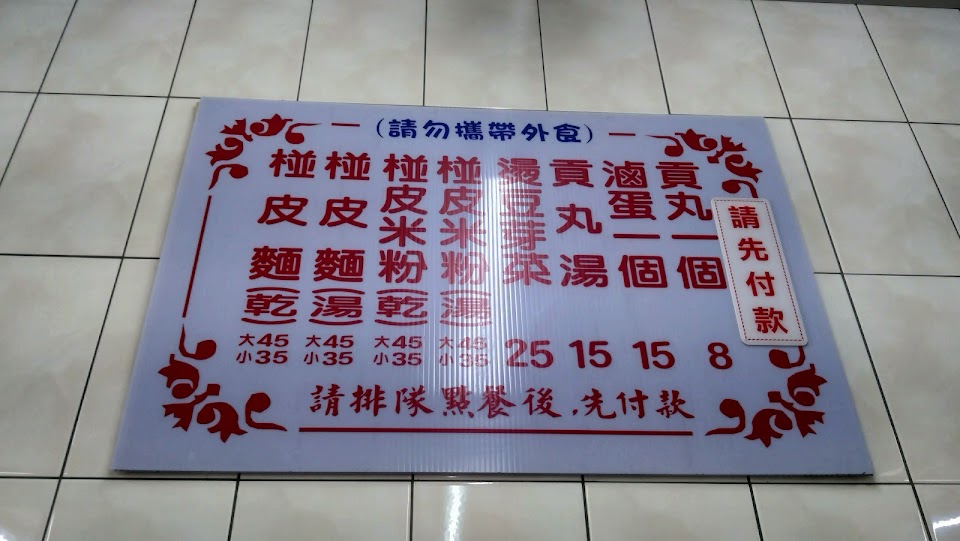 (請勿攜帶外食)
椪皮麵(乾) 大45 小35
椪皮麵(湯) 大45 小35
椪皮米粉(乾) 大45 小35
椪皮米粉(湯) 大45 小35
燙豆芽菜 25
貢丸湯 15
滷蛋一個 15
貢丸一個 8
請先付款
請排隊點餐後,先付款